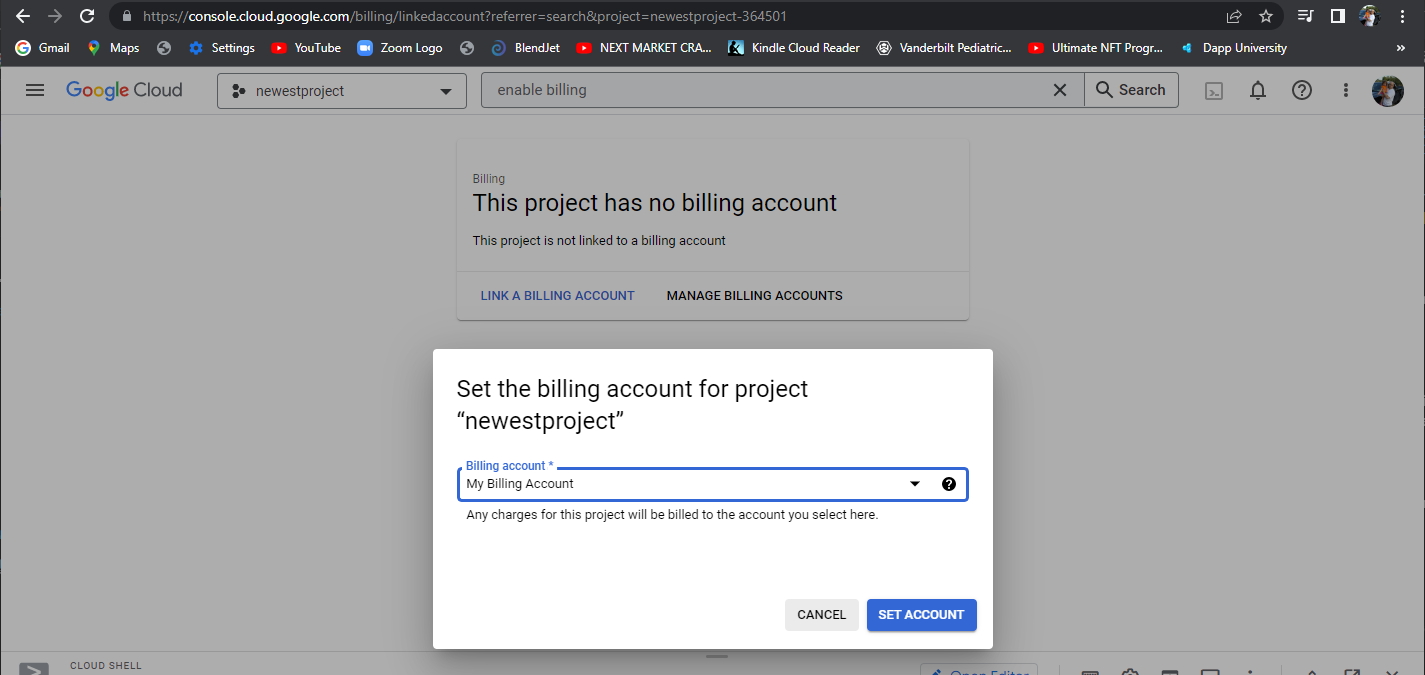 https://console.cloud.google.com/billing/linkedaccount?referrer=search&project=newestproject-364501
Gmail Maps Settings YouTube Zoom Logo BlendJet NEXT MARKET CRA... Kindle Cloud Reader Vanderbilt Pediatric... Ultimate NFT Progr... Dapp University »
Google Cloud newestproject enable billing Search
Billing
This project has no billing account
This project is not linked to a billing account
LINK A BILLING ACCOUNT MANAGE BILLING ACCOUNTS
Set the billing account for project
“newestproject”
Billing account *
My Billing Account
Any charges for this project will be billed to the account you select here.
CANCEL SET ACCOUNT
CLOUD SHELL
Open Editor